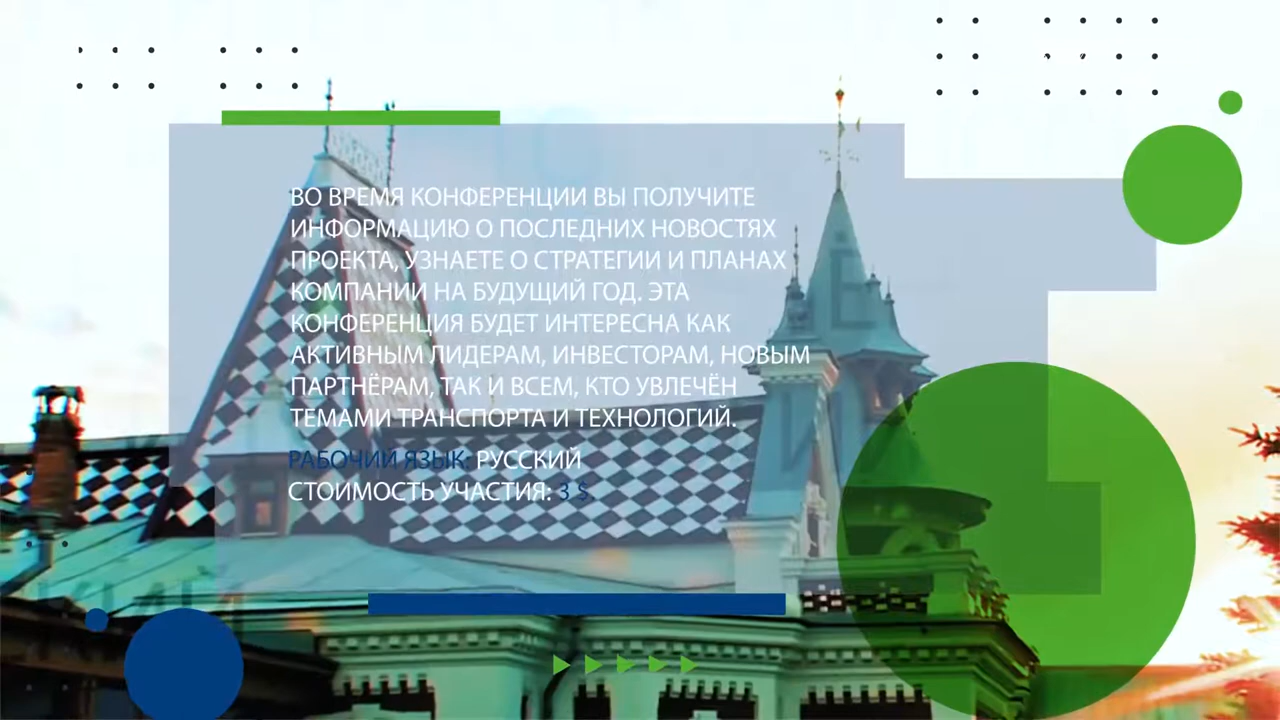 ВО ВРЕМЯ КОНФЕРЕНЦИИ ВЫ ПОЛУЧИТЕ
ИНФОРМАЦИЮ О ПОСЛЕДНИХ НОВОСТЯХ
ПРОЕКТА, УЗНАЕТЕ О СТРАТЕГИИ И ПЛАНАХ
КОМПАНИИ НА БУДУЩИЙ ГОД. ЭТА
КОНФЕРЕНЦИЯ БУДЕТ ИНТЕРЕСНА КАК
АКТИВНЫМ ЛИДЕРАМ, ИНВЕСТОРАМ, НОВЫМ
ПАРТНЁРАМ, ТАК И ВСЕМ, КТО УВЛЕЧЁН
ТЕМАМИ ТРАНСПОРТА И ТЕХНОЛОГИЙ.
РАБОЧИЙ ЯЗЫК: РУССКИЙ
СТОИМОСТЬ УЧАСТИЯ: 3 $.